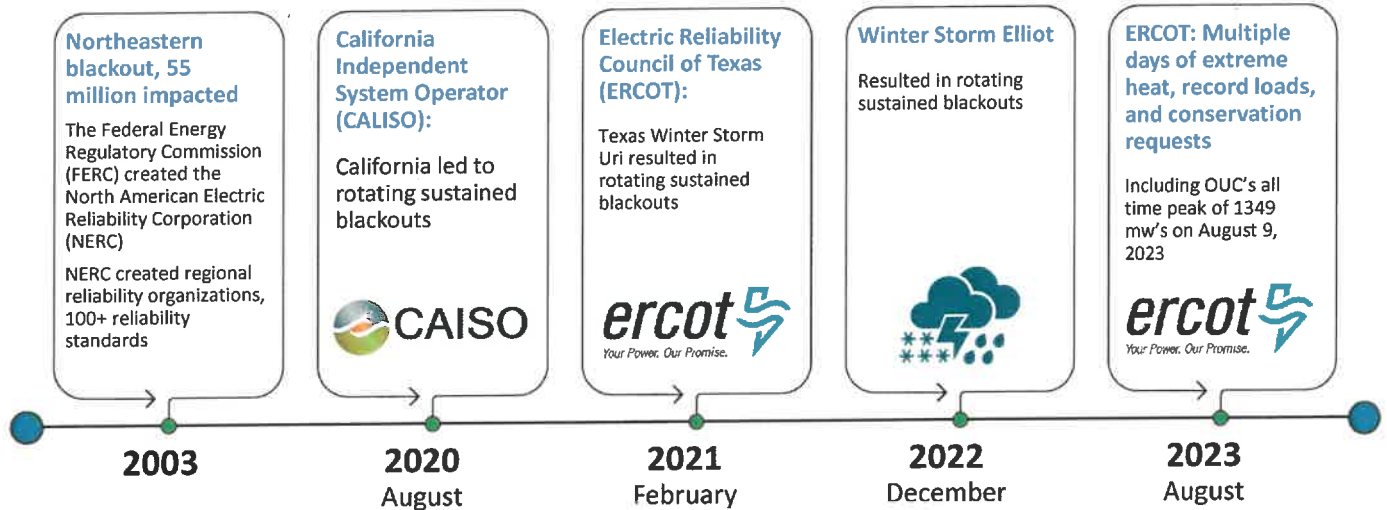 Northeastern
blackout, 55
million impacted
The Federal Energy
Regulatory Commission
(FERC) created the
North American Electric
Reliability Corporation
(NERC)
NERC created regional
reliability organizations,
100+ reliability
standards
2003
California
Independent
System Operator
(CALISO):
California led to
rotating sustained
blackouts
CAISO
2020
August
Electric Reliability
Council of Texas
(ERCOT):
Texas Winter Storm
Uri resulted in
rotating sustained
blackouts
ercot
Your Power. Our Promise.
2021
February
Winter Storm Elliot
Resulted in rotating
sustained blackouts
2022
December
ERCOT: Multiple
days of extreme
heat, record loads,
and conservation
requests
Including OUC's all
time peak of 1349
mw's on August 9,
2023
ercot
Your Power. Our Promise.
2023
August